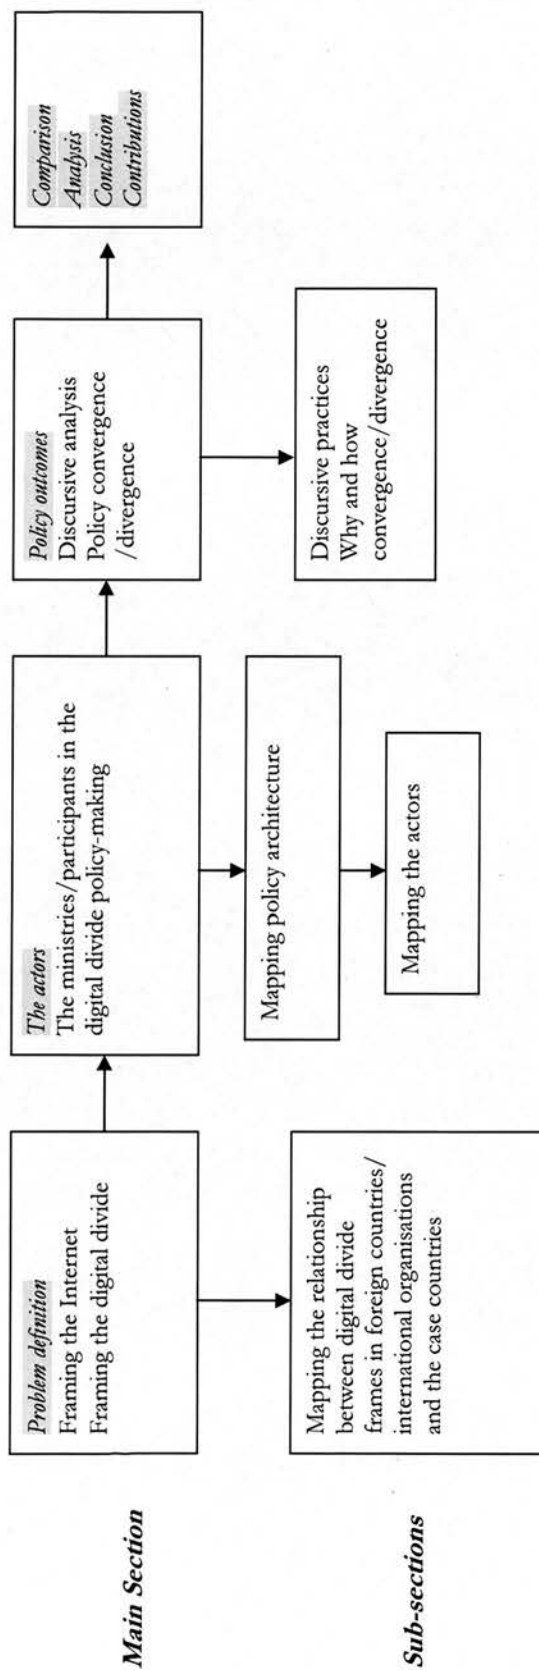 Main Section
Problem definition
Framing the Internet
Framing the digital divide
The actors
The ministries/participants in the
digital divide policy-making
Policy outcomes
Discursive analysis
Policy convergence
/divergence
Comparison
Analysis
Conclusion
Contributions
Sub-sections
Mapping the relationship
between digital divide
frames in foreign countries/
international organisations
and the case countries
Mapping policy architecture
Mapping the actors
Discursive practices
Why and how
convergence/divergence